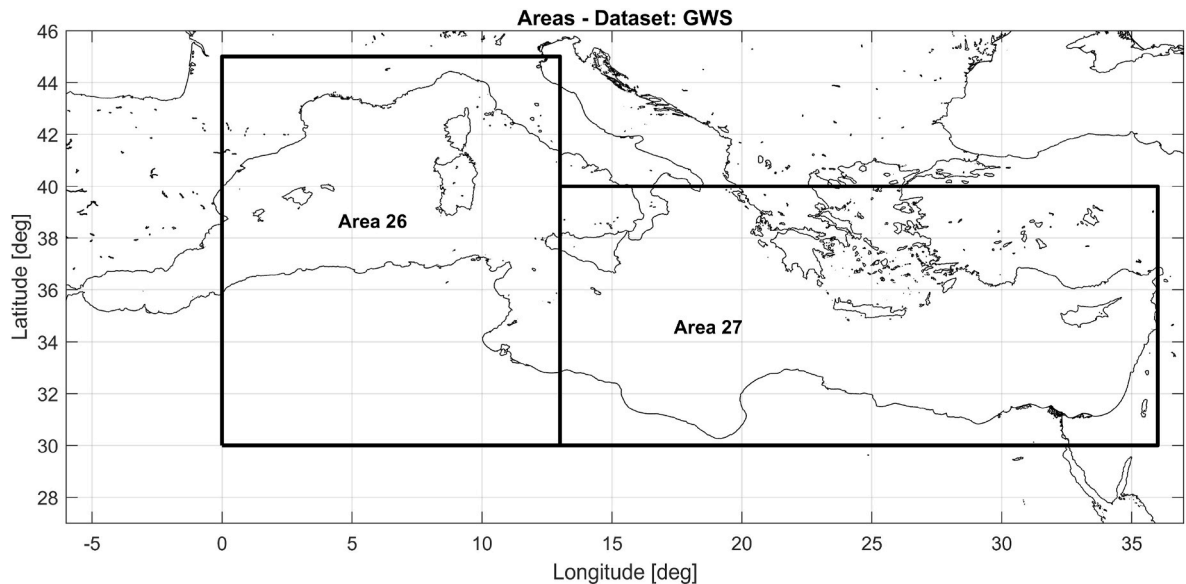 Areas - Dataset: GWS
46
44
42
40
38
36
34
32
30
28
Latitude [deg]
Area 26
Area 27
-5 0 5 10 15 20 25 30 35
Longitude [deg]